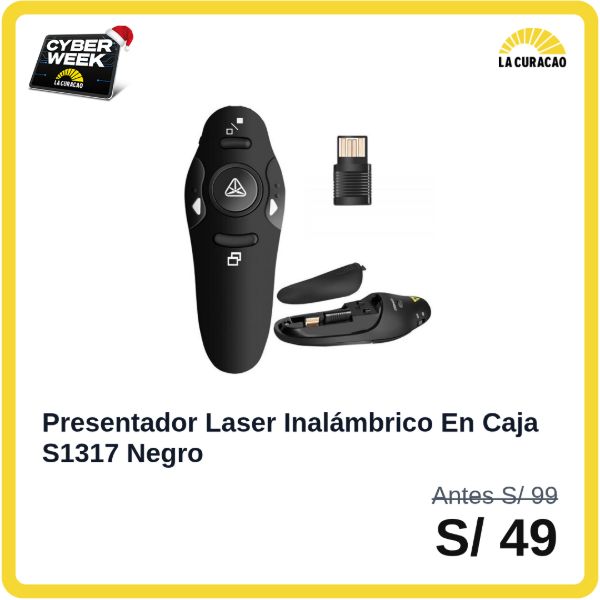 CYBER
WEEK
LA CURACAO
LA CURACAO
Presentador Laser Inalámbrico En Caja
S1317 Negro
Antes S/ 99
S/ 49